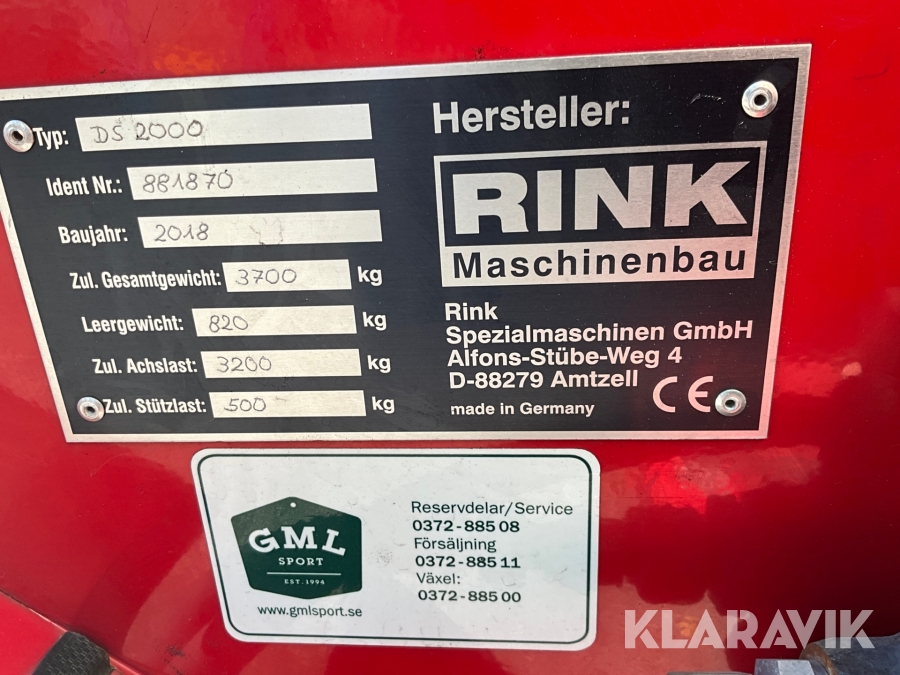 Typ: DS 2000
Ident Nr.: 881870
Baujahr: 2018
Zul. Gesamtgewicht: 3700 kg
Leergewicht: 820 kg
Zul. Achslast: 3200 kg
Zul. Stützlast: 500 kg
Hersteller:
RINK
Maschinenbau
Rink
Spezialmaschinen GmbH
Alfons-Stübe-Weg 4
D-88279 Amtzell
made in Germany CE
GML
SPORT
EST. 1994
www.gmlsport.se
Reservdelar/Service
0372-885 08
Försäljning
0372-885 11
Växel:
0372-885 00
KLARAVIK